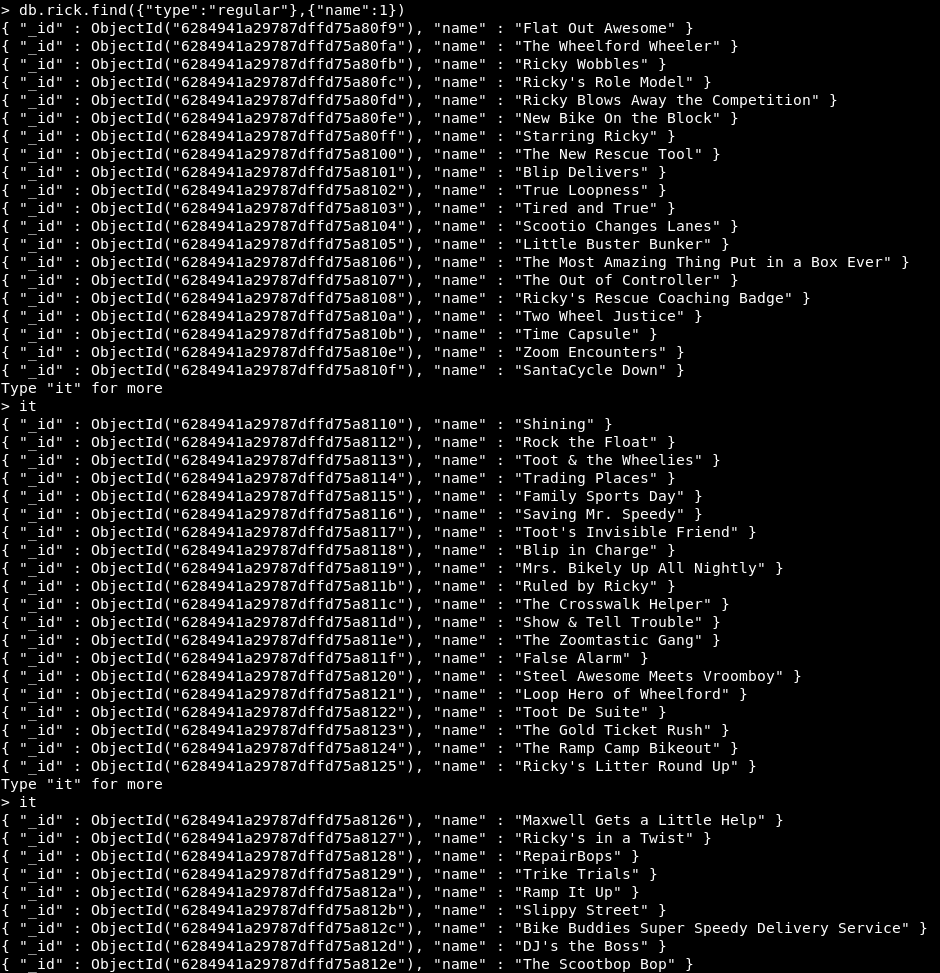 > db.rick.find({"type":"regular"},{"name":1})
{ "_id" : ObjectId("6284941a29787dffd75a80f9"), "name" : "Flat Out Awesome" }
{ "_id" : ObjectId("6284941a29787dffd75a80fa"), "name" : "The Wheelford Wheeler" }
{ "_id" : ObjectId("6284941a29787dffd75a80fb"), "name" : "Ricky Wobbles" }
{ "_id" : ObjectId("6284941a29787dffd75a80fc"), "name" : "Ricky's Role Model" }
{ "_id" : ObjectId("6284941a29787dffd75a80fd"), "name" : "Ricky Blows Away the Competition" }
{ "_id" : ObjectId("6284941a29787dffd75a80fe"), "name" : "New Bike On the Block" }
{ "_id" : ObjectId("6284941a29787dffd75a80ff"), "name" : "Starring Ricky" }
{ "_id" : ObjectId("6284941a29787dffd75a8100"), "name" : "The New Rescue Tool" }
{ "_id" : ObjectId("6284941a29787dffd75a8101"), "name" : "Blip Delivers" }
{ "_id" : ObjectId("6284941a29787dffd75a8102"), "name" : "True Loopness" }
{ "_id" : ObjectId("6284941a29787dffd75a8103"), "name" : "Tired and True" }
{ "_id" : ObjectId("6284941a29787dffd75a8104"), "name" : "Scootio Changes Lanes" }
{ "_id" : ObjectId("6284941a29787dffd75a8105"), "name" : "Little Buster Bunker" }
{ "_id" : ObjectId("6284941a29787dffd75a8106"), "name" : "The Most Amazing Thing Put in a Box Ever" }
{ "_id" : ObjectId("6284941a29787dffd75a8107"), "name" : "The Out of Controller" }
{ "_id" : ObjectId("6284941a29787dffd75a8108"), "name" : "Ricky's Rescue Coaching Badge" }
{ "_id" : ObjectId("6284941a29787dffd75a810a"), "name" : "Two Wheel Justice" }
{ "_id" : ObjectId("6284941a29787dffd75a810b"), "name" : "Time Capsule" }
{ "_id" : ObjectId("6284941a29787dffd75a810e"), "name" : "Zoom Encounters" }
{ "_id" : ObjectId("6284941a29787dffd75a810f"), "name" : "SantaCycle Down" }
Type "it" for more
> it
{ "_id" : ObjectId("6284941a29787dffd75a8110"), "name" : "Shining" }
{ "_id" : ObjectId("6284941a29787dffd75a8112"), "name" : "Rock the Float" }
{ "_id" : ObjectId("6284941a29787dffd75a8113"), "name" : "Toot & the Wheelies" }
{ "_id" : ObjectId("6284941a29787dffd75a8114"), "name" : "Trading Places" }
{ "_id" : ObjectId("6284941a29787dffd75a8115"), "name" : "Family Sports Day" }
{ "_id" : ObjectId("6284941a29787dffd75a8116"), "name" : "Saving Mr. Speedy" }
{ "_id" : ObjectId("6284941a29787dffd75a8117"), "name" : "Toot's Invisible Friend" }
{ "_id" : ObjectId("6284941a29787dffd75a8118"), "name" : "Blip in Charge" }
{ "_id" : ObjectId("6284941a29787dffd75a8119"), "name" : "Mrs. Bikely Up All Nightly" }
{ "_id" : ObjectId("6284941a29787dffd75a811b"), "name" : "Ruled by Ricky" }
{ "_id" : ObjectId("6284941a29787dffd75a811c"), "name" : "The Crosswalk Helper" }
{ "_id" : ObjectId("6284941a29787dffd75a811d"), "name" : "Show & Tell Trouble" }
{ "_id" : ObjectId("6284941a29787dffd75a811e"), "name" : "The Zoomtastic Gang" }
{ "_id" : ObjectId("6284941a29787dffd75a811f"), "name" : "False Alarm" }
{ "_id" : ObjectId("6284941a29787dffd75a8120"), "name" : "Steel Awesome Meets Vroomboy" }
{ "_id" : ObjectId("6284941a29787dffd75a8121"), "name" : "Loop Hero of Wheelford" }
{ "_id" : ObjectId("6284941a29787dffd75a8122"), "name" : "Toot De Suite" }
{ "_id" : ObjectId("6284941a29787dffd75a8123"), "name" : "The Gold Ticket Rush" }
{ "_id" : ObjectId("6284941a29787dffd75a8124"), "name" : "The Ramp Camp Bikeout" }
{ "_id" : ObjectId("6284941a29787dffd75a8125"), "name" : "Ricky's Litter Round Up" }
Type "it" for more
> it
{ "_id" : ObjectId("6284941a29787dffd75a8126"), "name" : "Maxwell Gets a Little Help" }
{ "_id" : ObjectId("6284941a29787dffd75a8127"), "name" : "Ricky's in a Twist" }
{ "_id" : ObjectId("6284941a29787dffd75a8128"), "name" : "RepairBops" }
{ "_id" : ObjectId("6284941a29787dffd75a8129"), "name" : "Trike Trials" }
{ "_id" : ObjectId("6284941a29787dffd75a812a"), "name" : "Ramp It Up" }
{ "_id" : ObjectId("6284941a29787dffd75a812b"), "name" : "Slippy Street" }
{ "_id" : ObjectId("6284941a29787dffd75a812c"), "name" : "Bike Buddies Super Speedy Delivery Service" }
{ "_id" : ObjectId("6284941a29787dffd75a812d"), "name" : "DJ's the Boss" }
{ "_id" : ObjectId("6284941a29787dffd75a812e"), "name" : "The Scootbop Bop" }